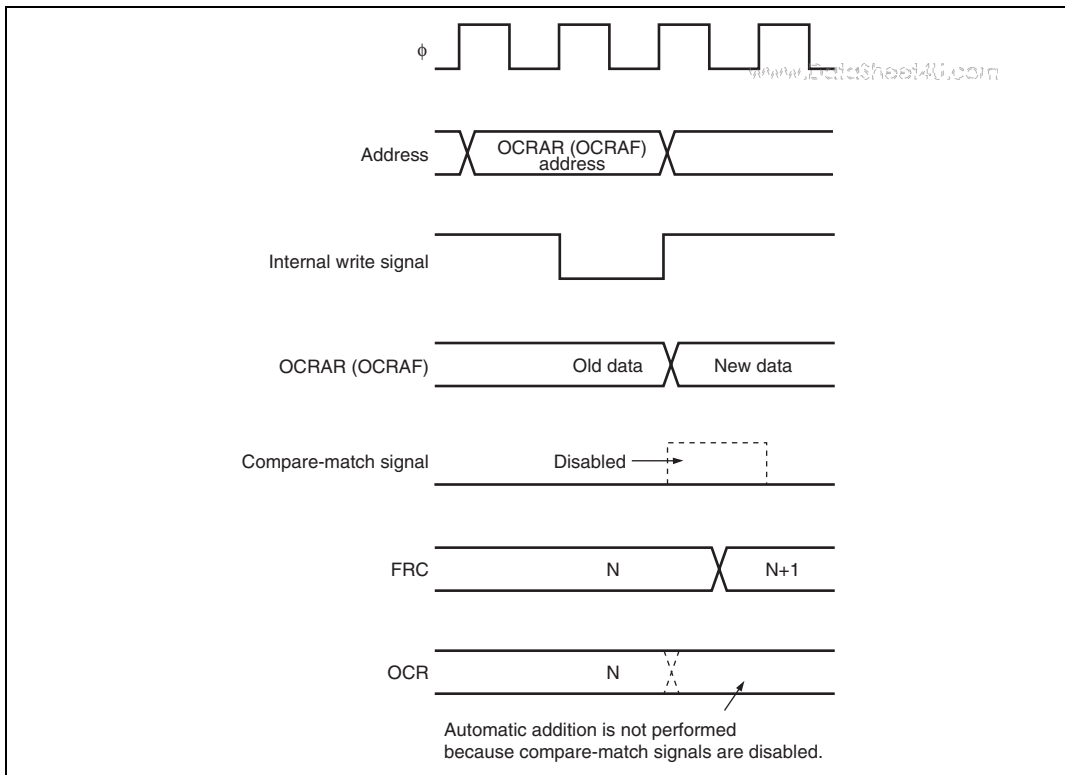 φ
www.DataSheet4U.com
Address
OCRAR (OCRAF)
address
Internal write signal
OCRAR (OCRAF)
Old data
New data
Compare-match signal
Disabled
FRC
N
N+1
OCR
N
Automatic addition is not performed
because compare-match signals are disabled.